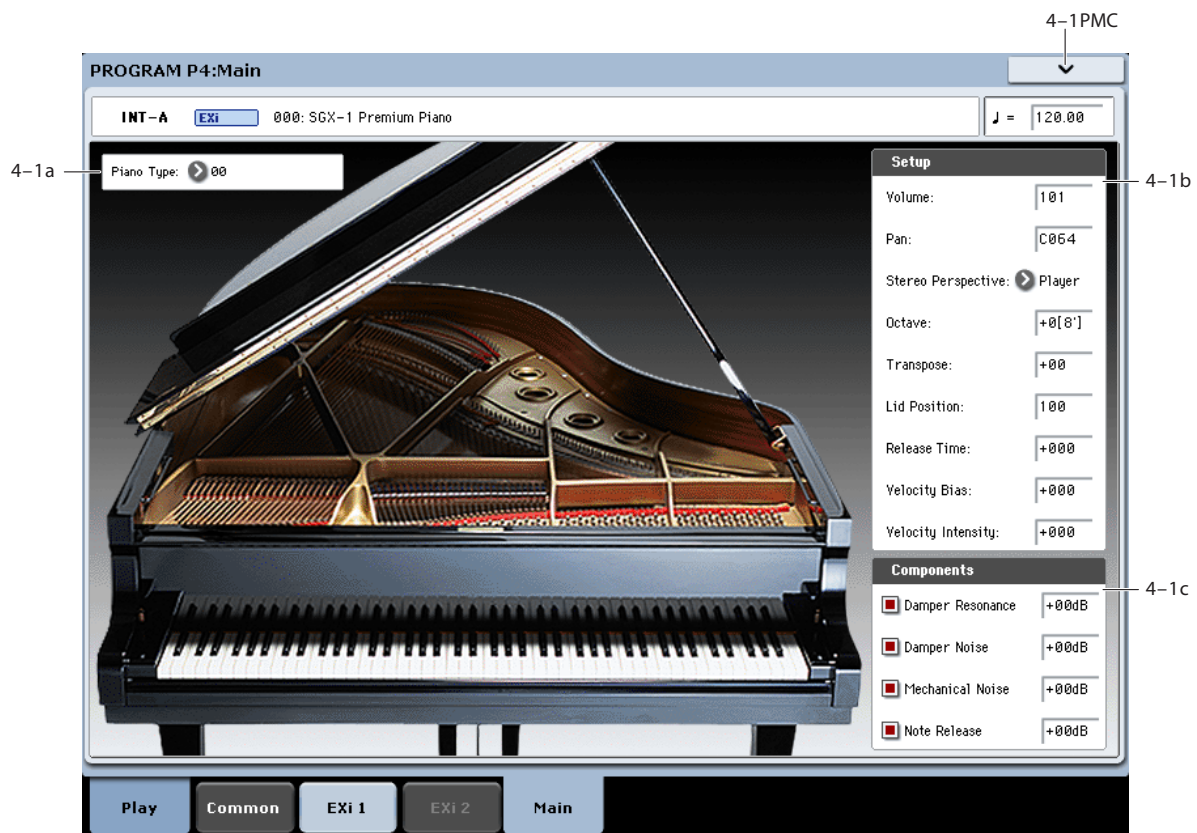 4–1PMC
PROGRAM P4:Main
INT-A EXi 000: SGX-1 Premium Piano ♩ = 120.00
4–1a
Piano Type: 00
Setup
4–1b
Volume: 101
Pan: C064
Stereo Perspective: Player
Octave: +0[8']
Transpose: +00
Lid Position: 100
Release Time: +000
Velocity Bias: +000
Velocity Intensity: +000
Components
4–1c
Damper Resonance +00dB
Damper Noise +00dB
Mechanical Noise +00dB
Note Release +00dB
Play Common EXi 1 EXi 2 Main